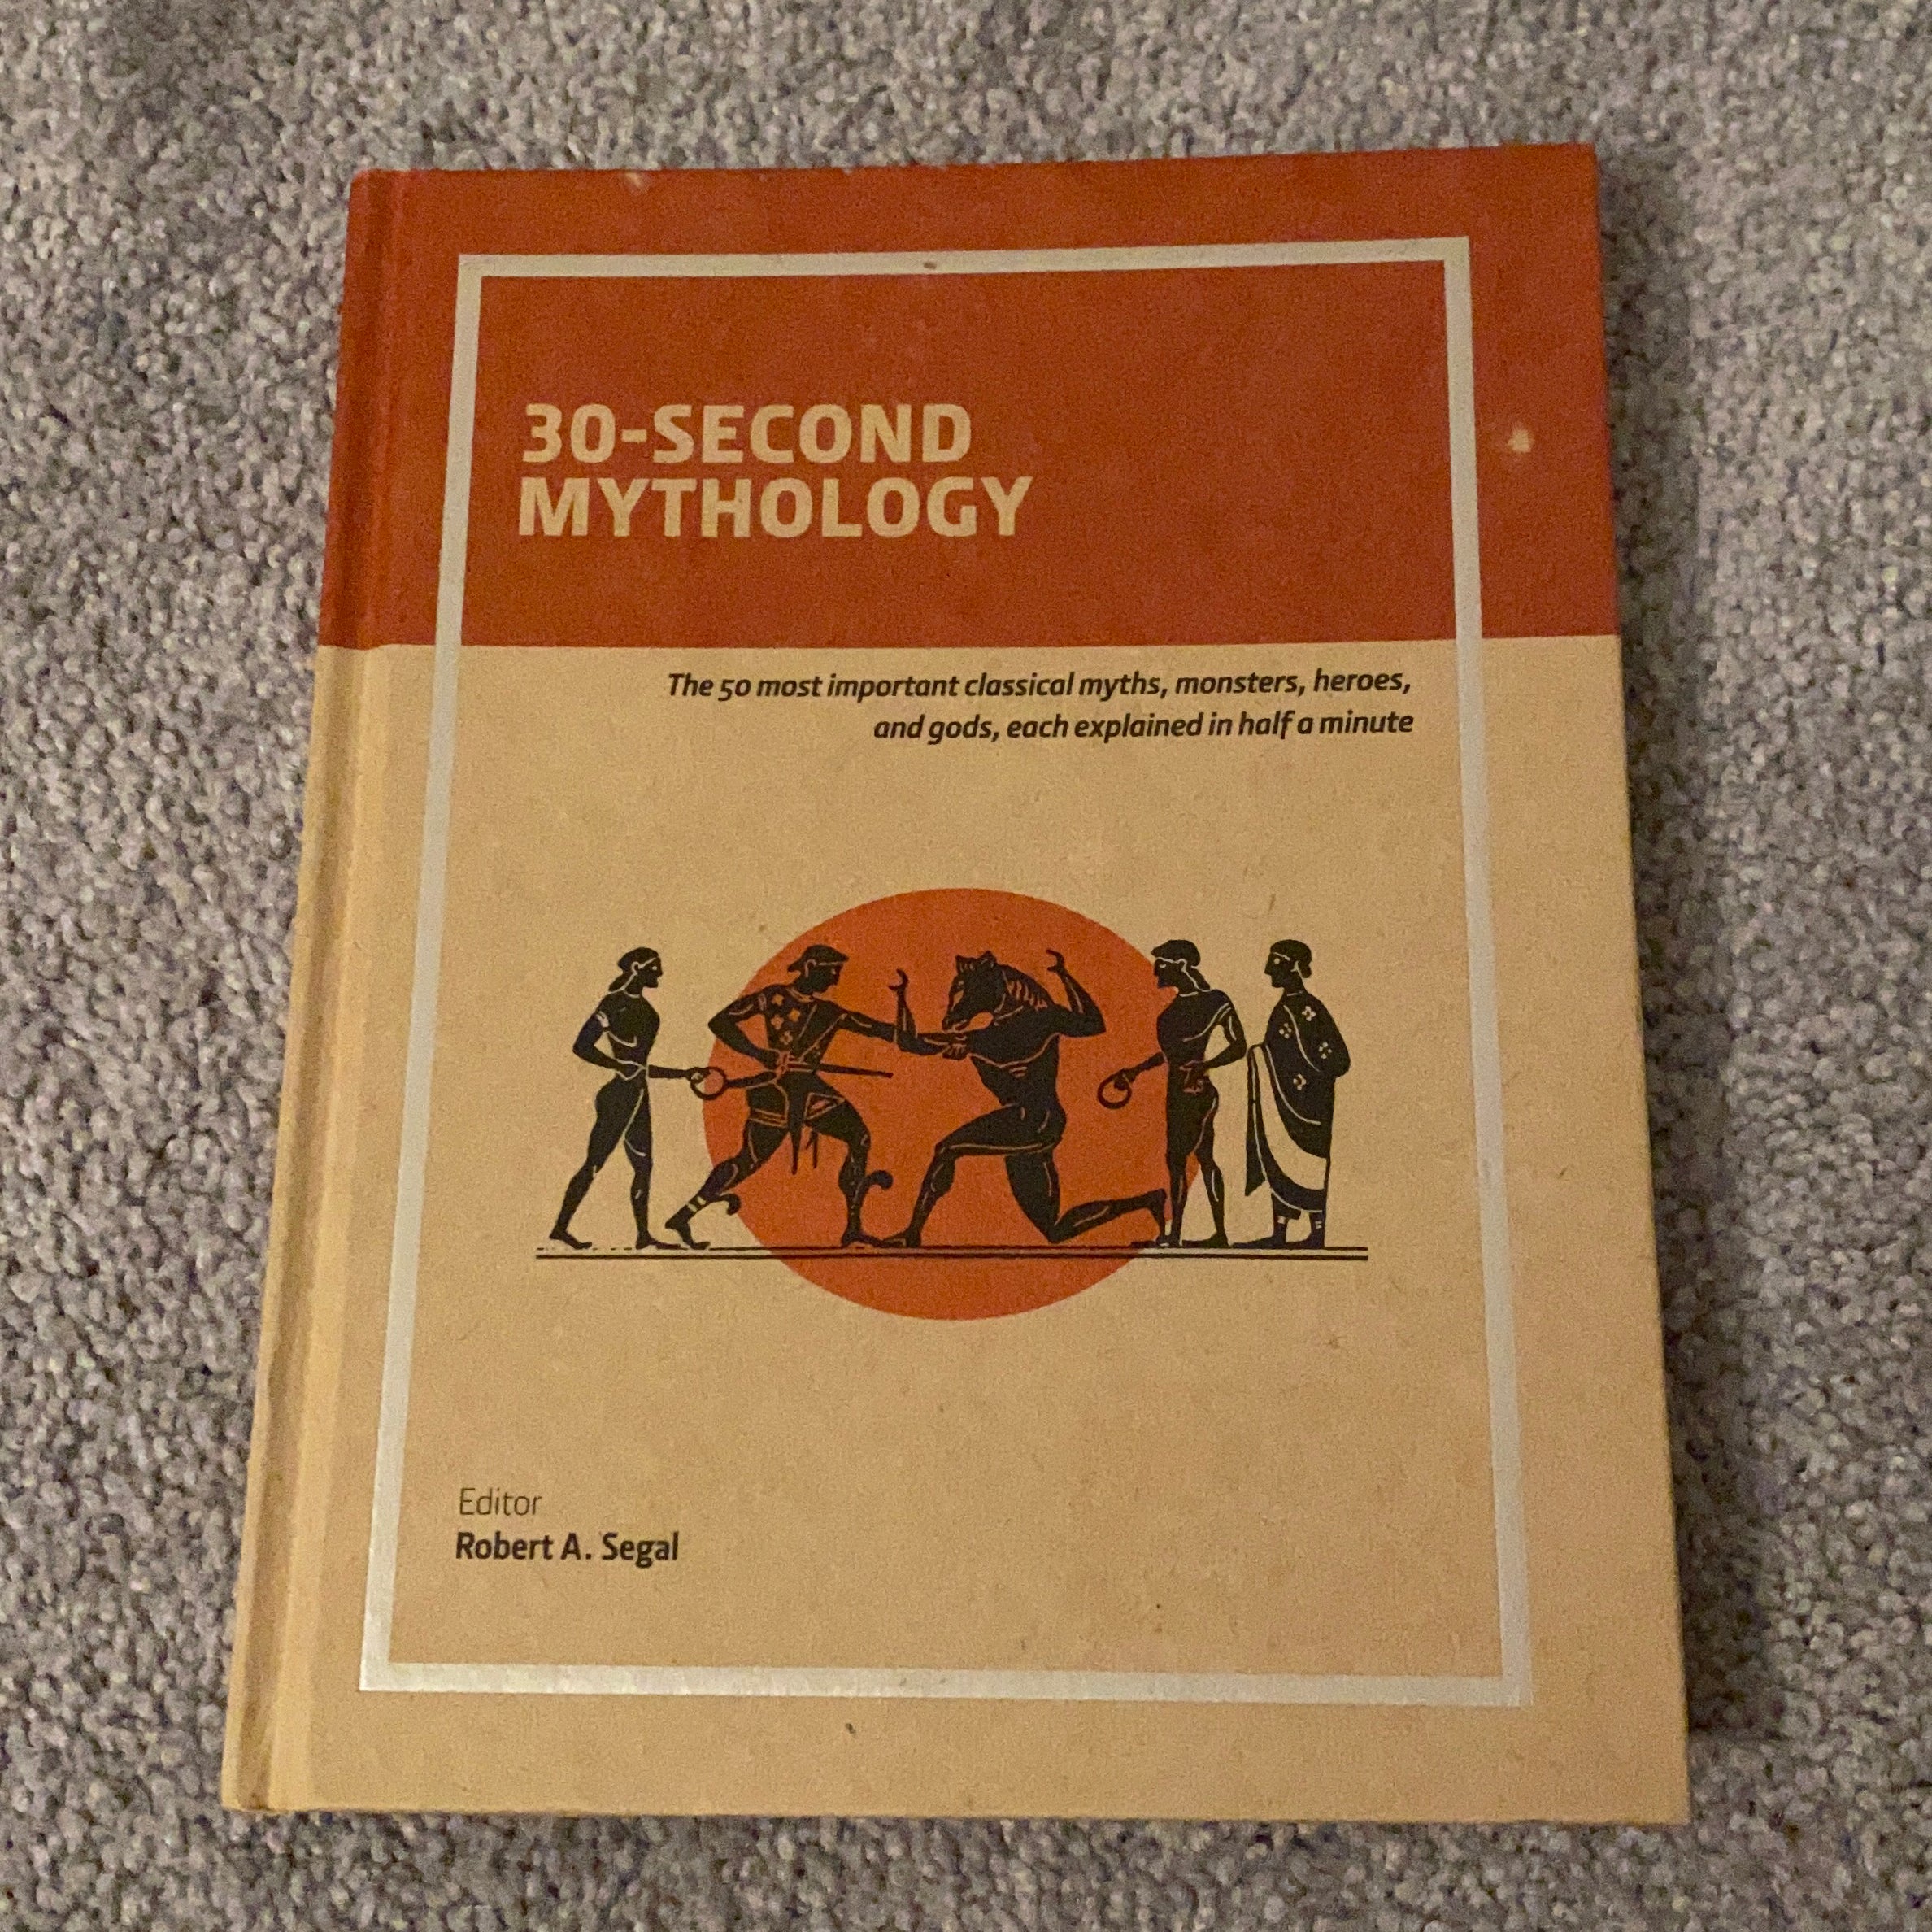 30-SECOND
MYTHOLOGY
The 50 most important classical myths, monsters, heroes,
and gods, each explained in half a minute
Editor
Robert A. Segal